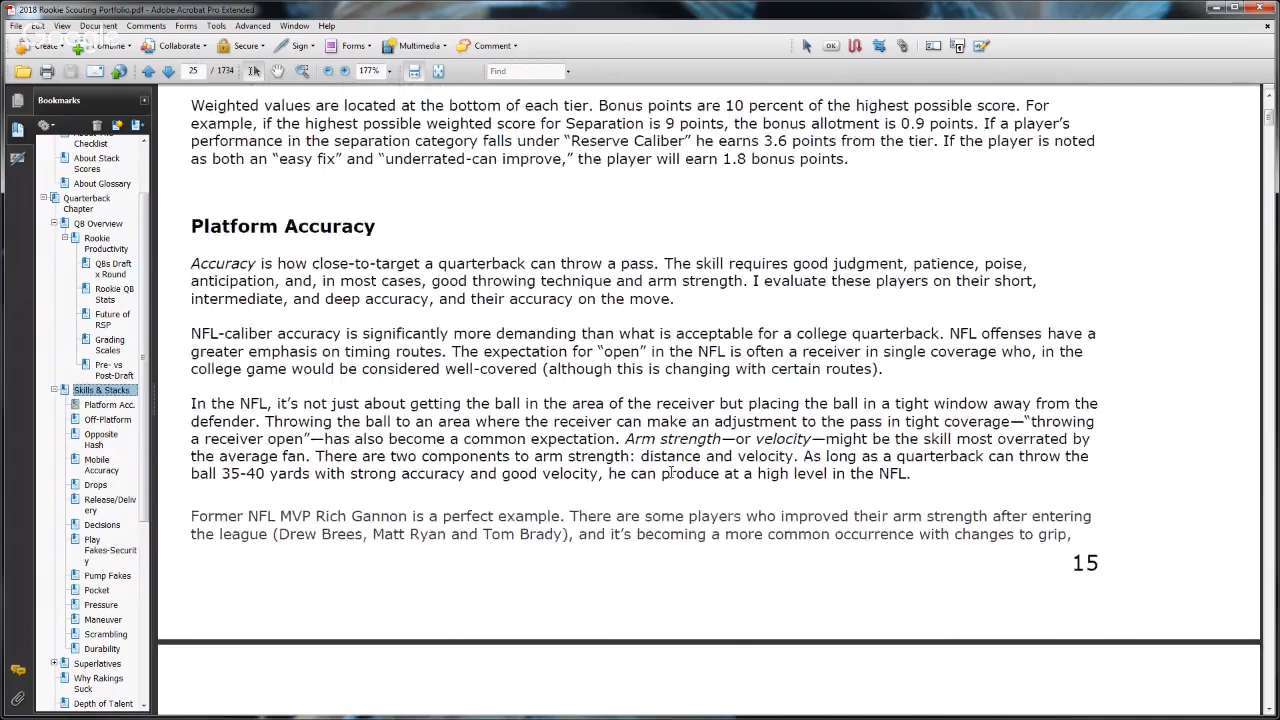 2018 Rookie Scouting Portfolio.pdf - Adobe Acrobat Pro Extended
File Edit View Document Comments Forms Tools Advanced Window Help
Google
Create Combine Collaborate Secure Sign Forms Multimedia Comment
25 / 1734 177% Find
Bookmarks
Checklist
About Stack
Scores
About Glossary
Quarterback
Chapter
QB Overview
Rookie
Productivity
QBs Draft
x Round
Rookie QB
Stats
Future of
RSP
Grading
Scales
Pre- vs
Post-Draft
Skills & Stacks
Platform Acc.
Off-Platform
Opposite
Hash
Mobile
Accuracy
Drops
Release/Deliv
ery
Decisions
Play
Fakes-Securit
y
Pump Fakes
Pocket
Pressure
Maneuver
Scrambling
Durability
Superlatives
Why Rakings
Suck
Depth of Talent
Weighted values are located at the bottom of each tier. Bonus points are 10 percent of the highest possible score. For
example, if the highest possible weighted score for Separation is 9 points, the bonus allotment is 0.9 points. If a player’s
performance in the separation category falls under “Reserve Caliber” he earns 3.6 points from the tier. If the player is noted
as both an “easy fix” and “underrated-can improve,” the player will earn 1.8 bonus points.
Platform Accuracy
Accuracy is how close-to-target a quarterback can throw a pass. The skill requires good judgment, patience, poise,
anticipation, and, in most cases, good throwing technique and arm strength. I evaluate these players on their short,
intermediate, and deep accuracy, and their accuracy on the move.
NFL-caliber accuracy is significantly more demanding than what is acceptable for a college quarterback. NFL offenses have a
greater emphasis on timing routes. The expectation for “open” in the NFL is often a receiver in single coverage who, in the
college game would be considered well-covered (although this is changing with certain routes).
In the NFL, it’s not just about getting the ball in the area of the receiver but placing the ball in a tight window away from the
defender. Throwing the ball to an area where the receiver can make an adjustment to the pass in tight coverage—“throwing
a receiver open”—has also become a common expectation. Arm strength—or velocity—might be the skill most overrated by
the average fan. There are two components to arm strength: distance and velocity. As long as a quarterback can throw the
ball 35-40 yards with strong accuracy and good velocity, he can produce at a high level in the NFL.
Former NFL MVP Rich Gannon is a perfect example. There are some players who improved their arm strength after entering
the league (Drew Brees, Matt Ryan and Tom Brady), and it’s becoming a more common occurrence with changes to grip,
15